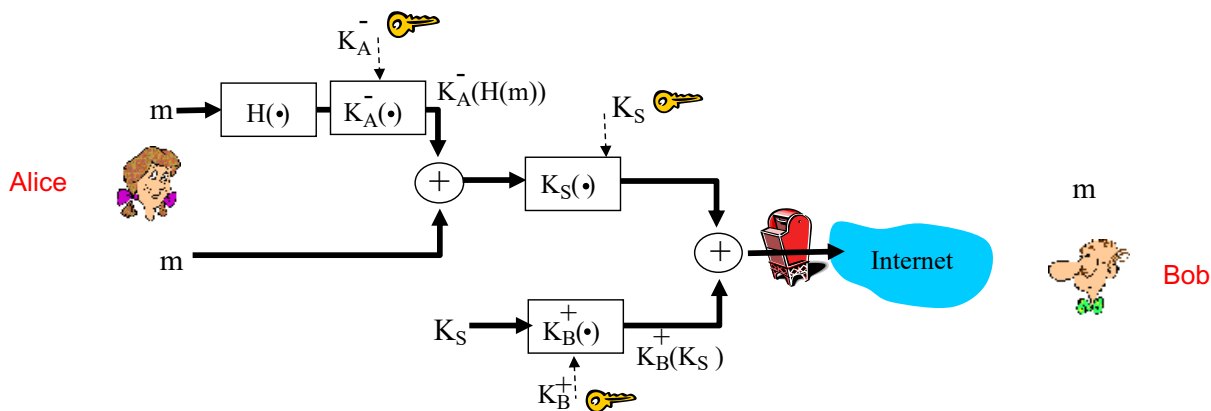 K_A^-
m
H(•)
K_A^-(•)
K_A^-(H(m))
K_S
Alice
+
K_S(•)
m
m
+
Internet
Bob
K_S
K_B^+(•)
K_B^+(K_S )
K_B^+